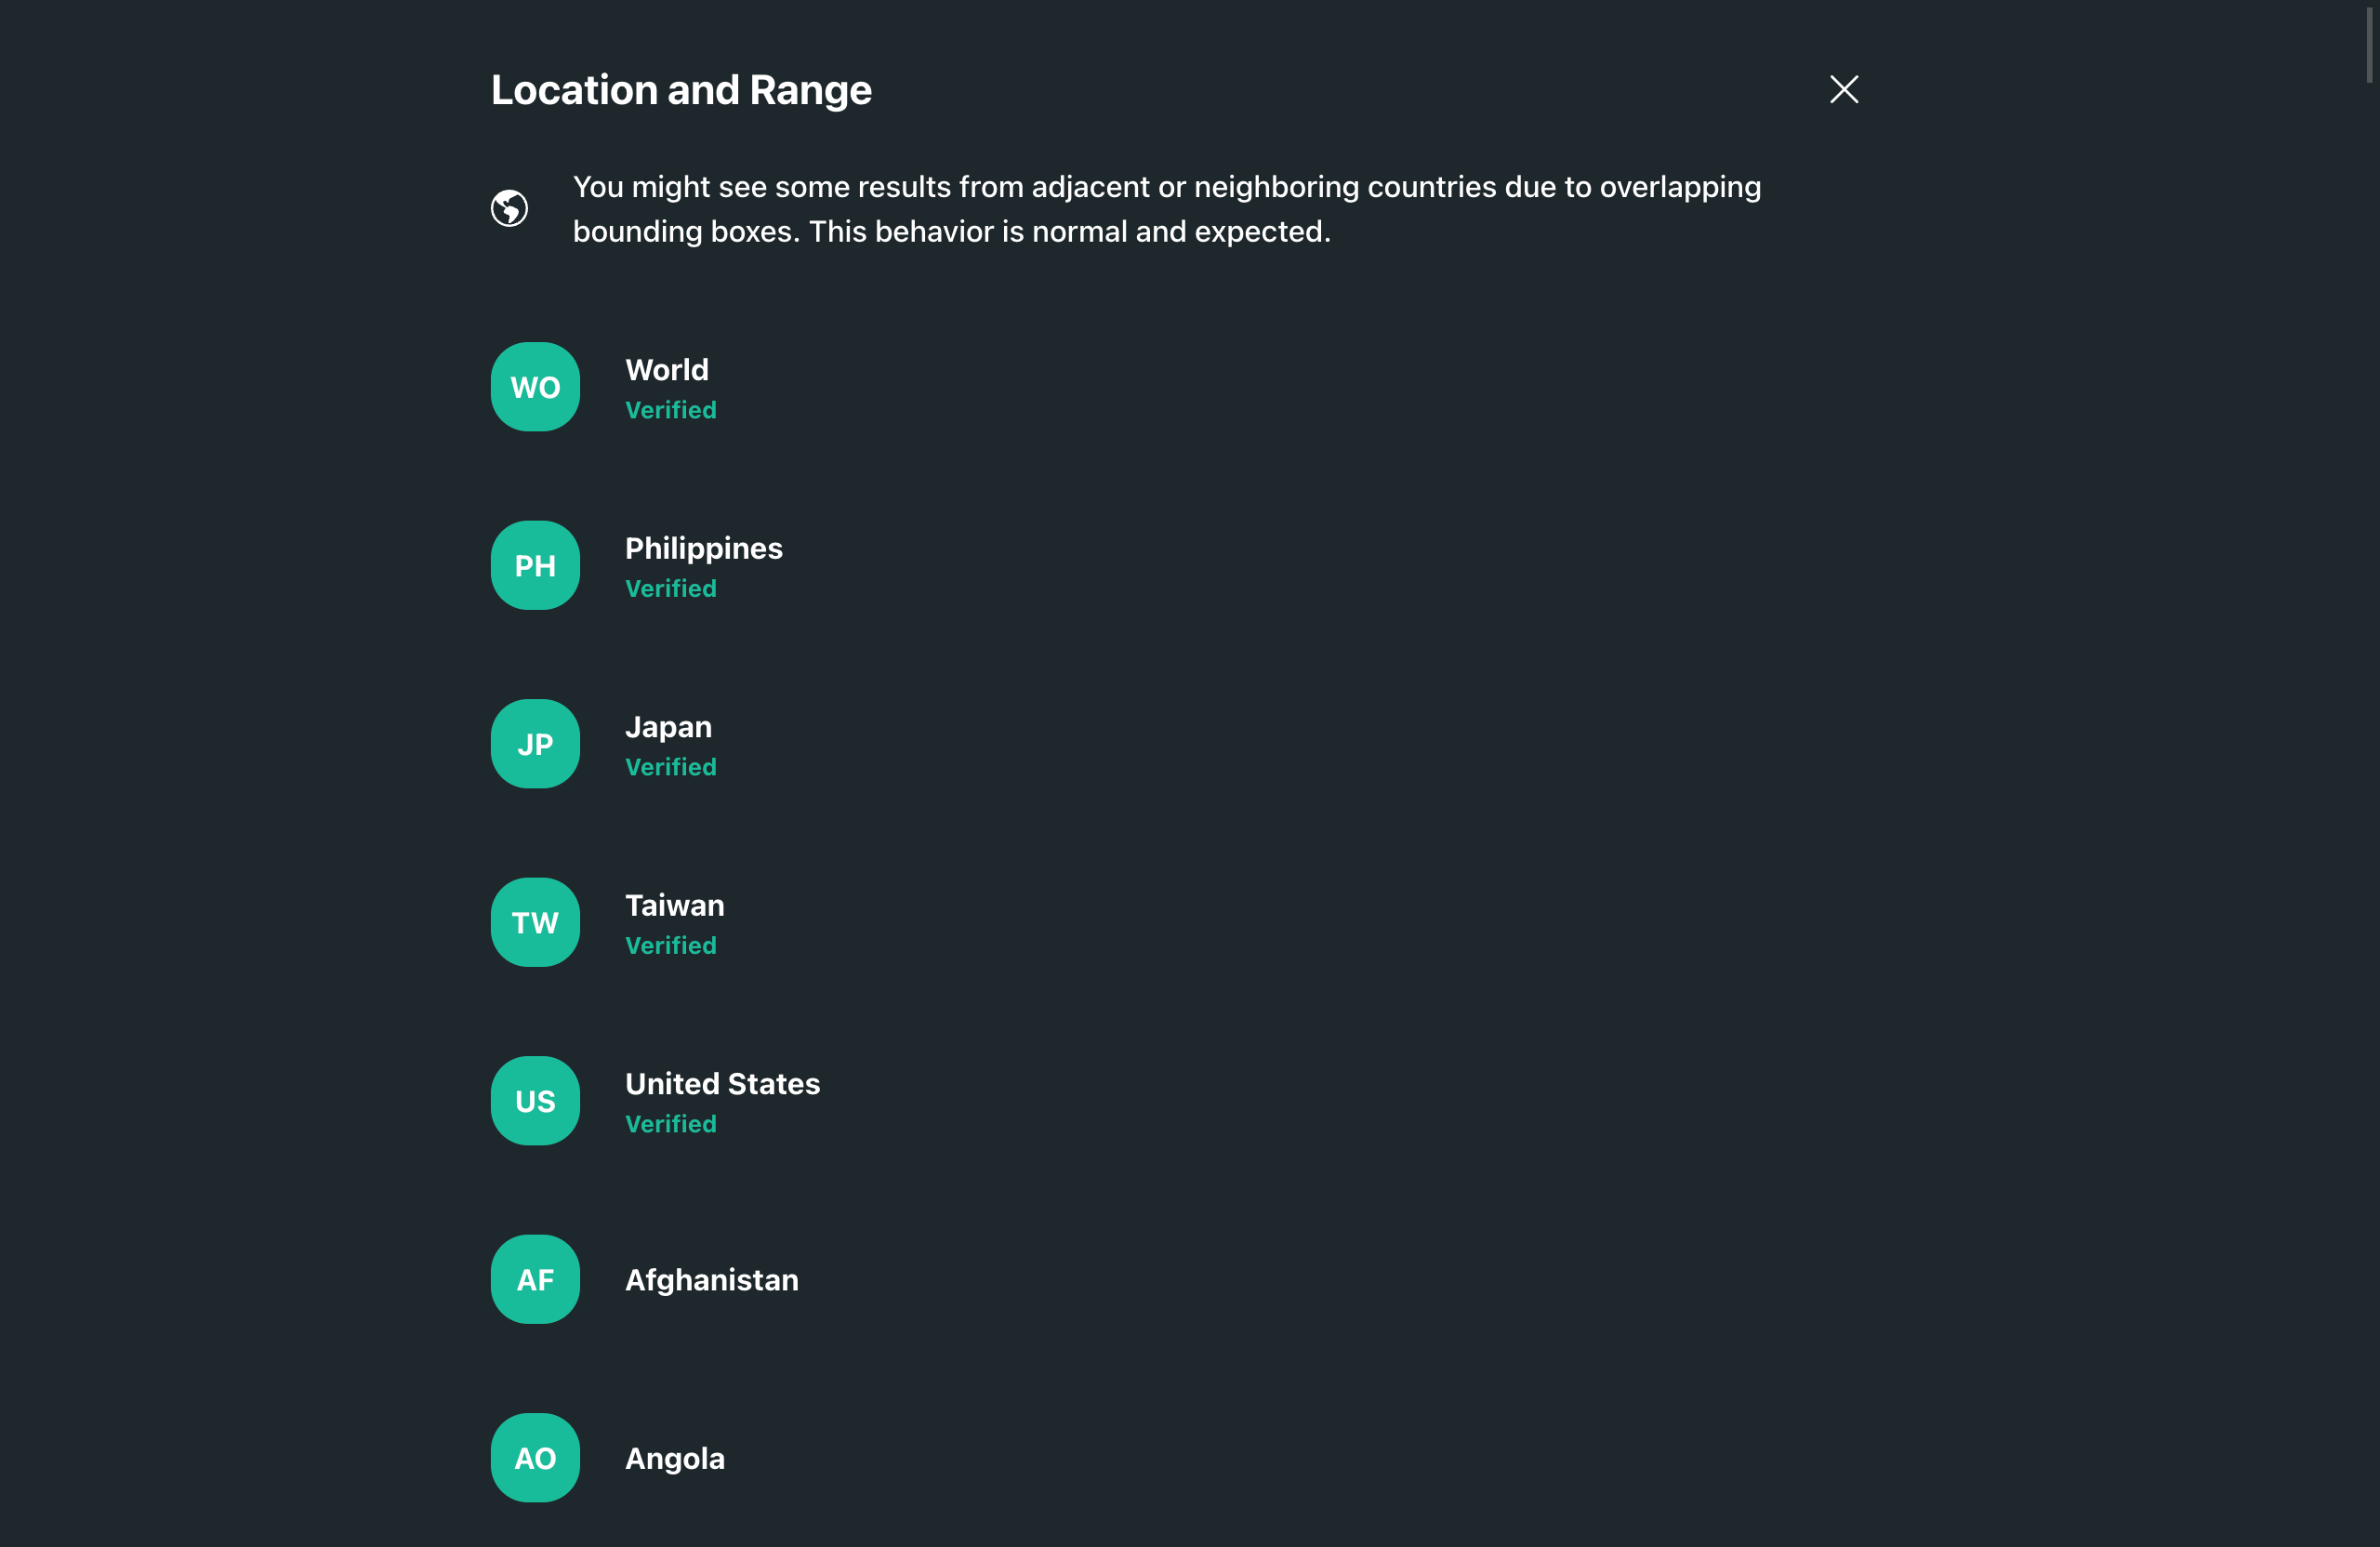 Location and Range
You might see some results from adjacent or neighboring countries due to overlapping
bounding boxes. This behavior is normal and expected.
WO
World
Verified
PH
Philippines
Verified
JP
Japan
Verified
TW
Taiwan
Verified
US
United States
Verified
AF
Afghanistan
AO
Angola